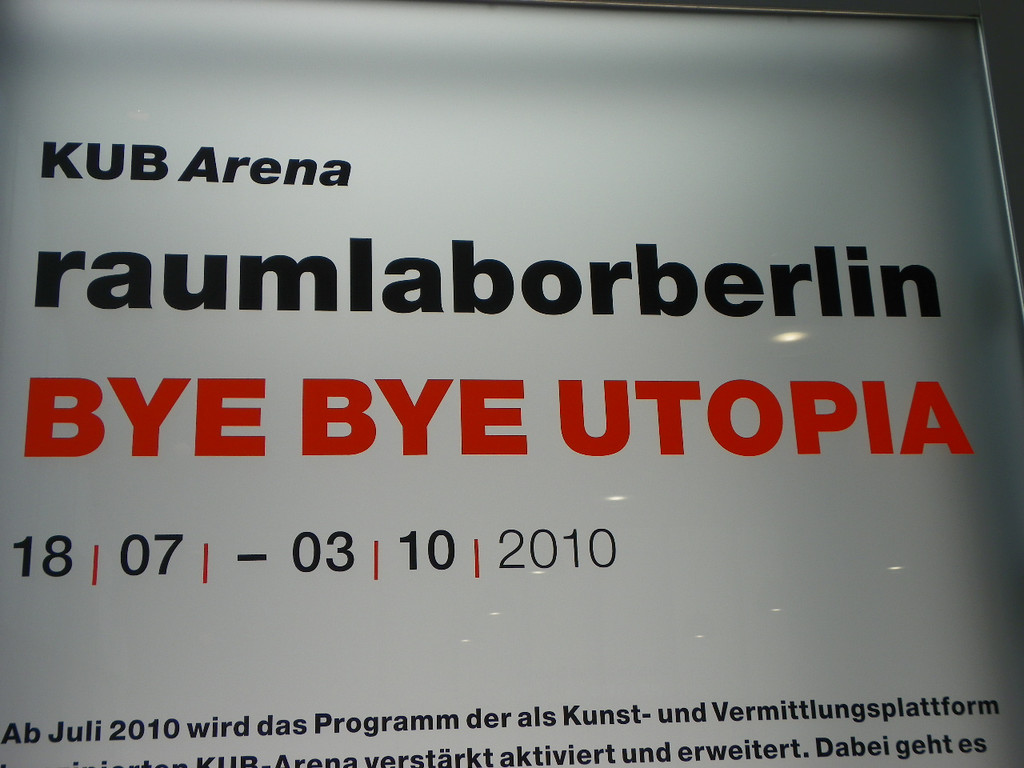 KUB Arena
raumlaborberlin
BYE BYE UTOPIA
18 | 07 | – 03 | 10 | 2010
Ab Juli 2010 wird das Programm der als Kunst- und Vermittlungsplattform
KUB-Arena verstärkt aktiviert und erweitert. Dabei geht es